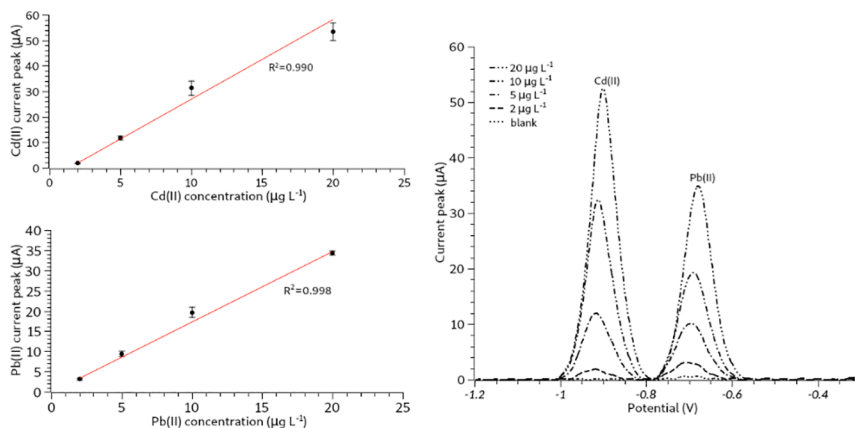 60
50
40
30
20
10
0
0
5
10
15
20
25
Cd(II) current peak (µA)
Cd(II) concentration (µg L⁻¹)
R²=0.990
40
35
30
25
20
15
10
5
0
0
5
10
15
20
25
Pb(II) current peak (µA)
Pb(II) concentration (µg L⁻¹)
R²=0.998
60
50
40
30
20
10
0
-1.2
-1
-0.8
-0.6
-0.4
Current peak (µA)
Potential (V)
20 µg L⁻¹
10 µg L⁻¹
5 µg L⁻¹
2 µg L⁻¹
blank
Cd(II)
Pb(II)